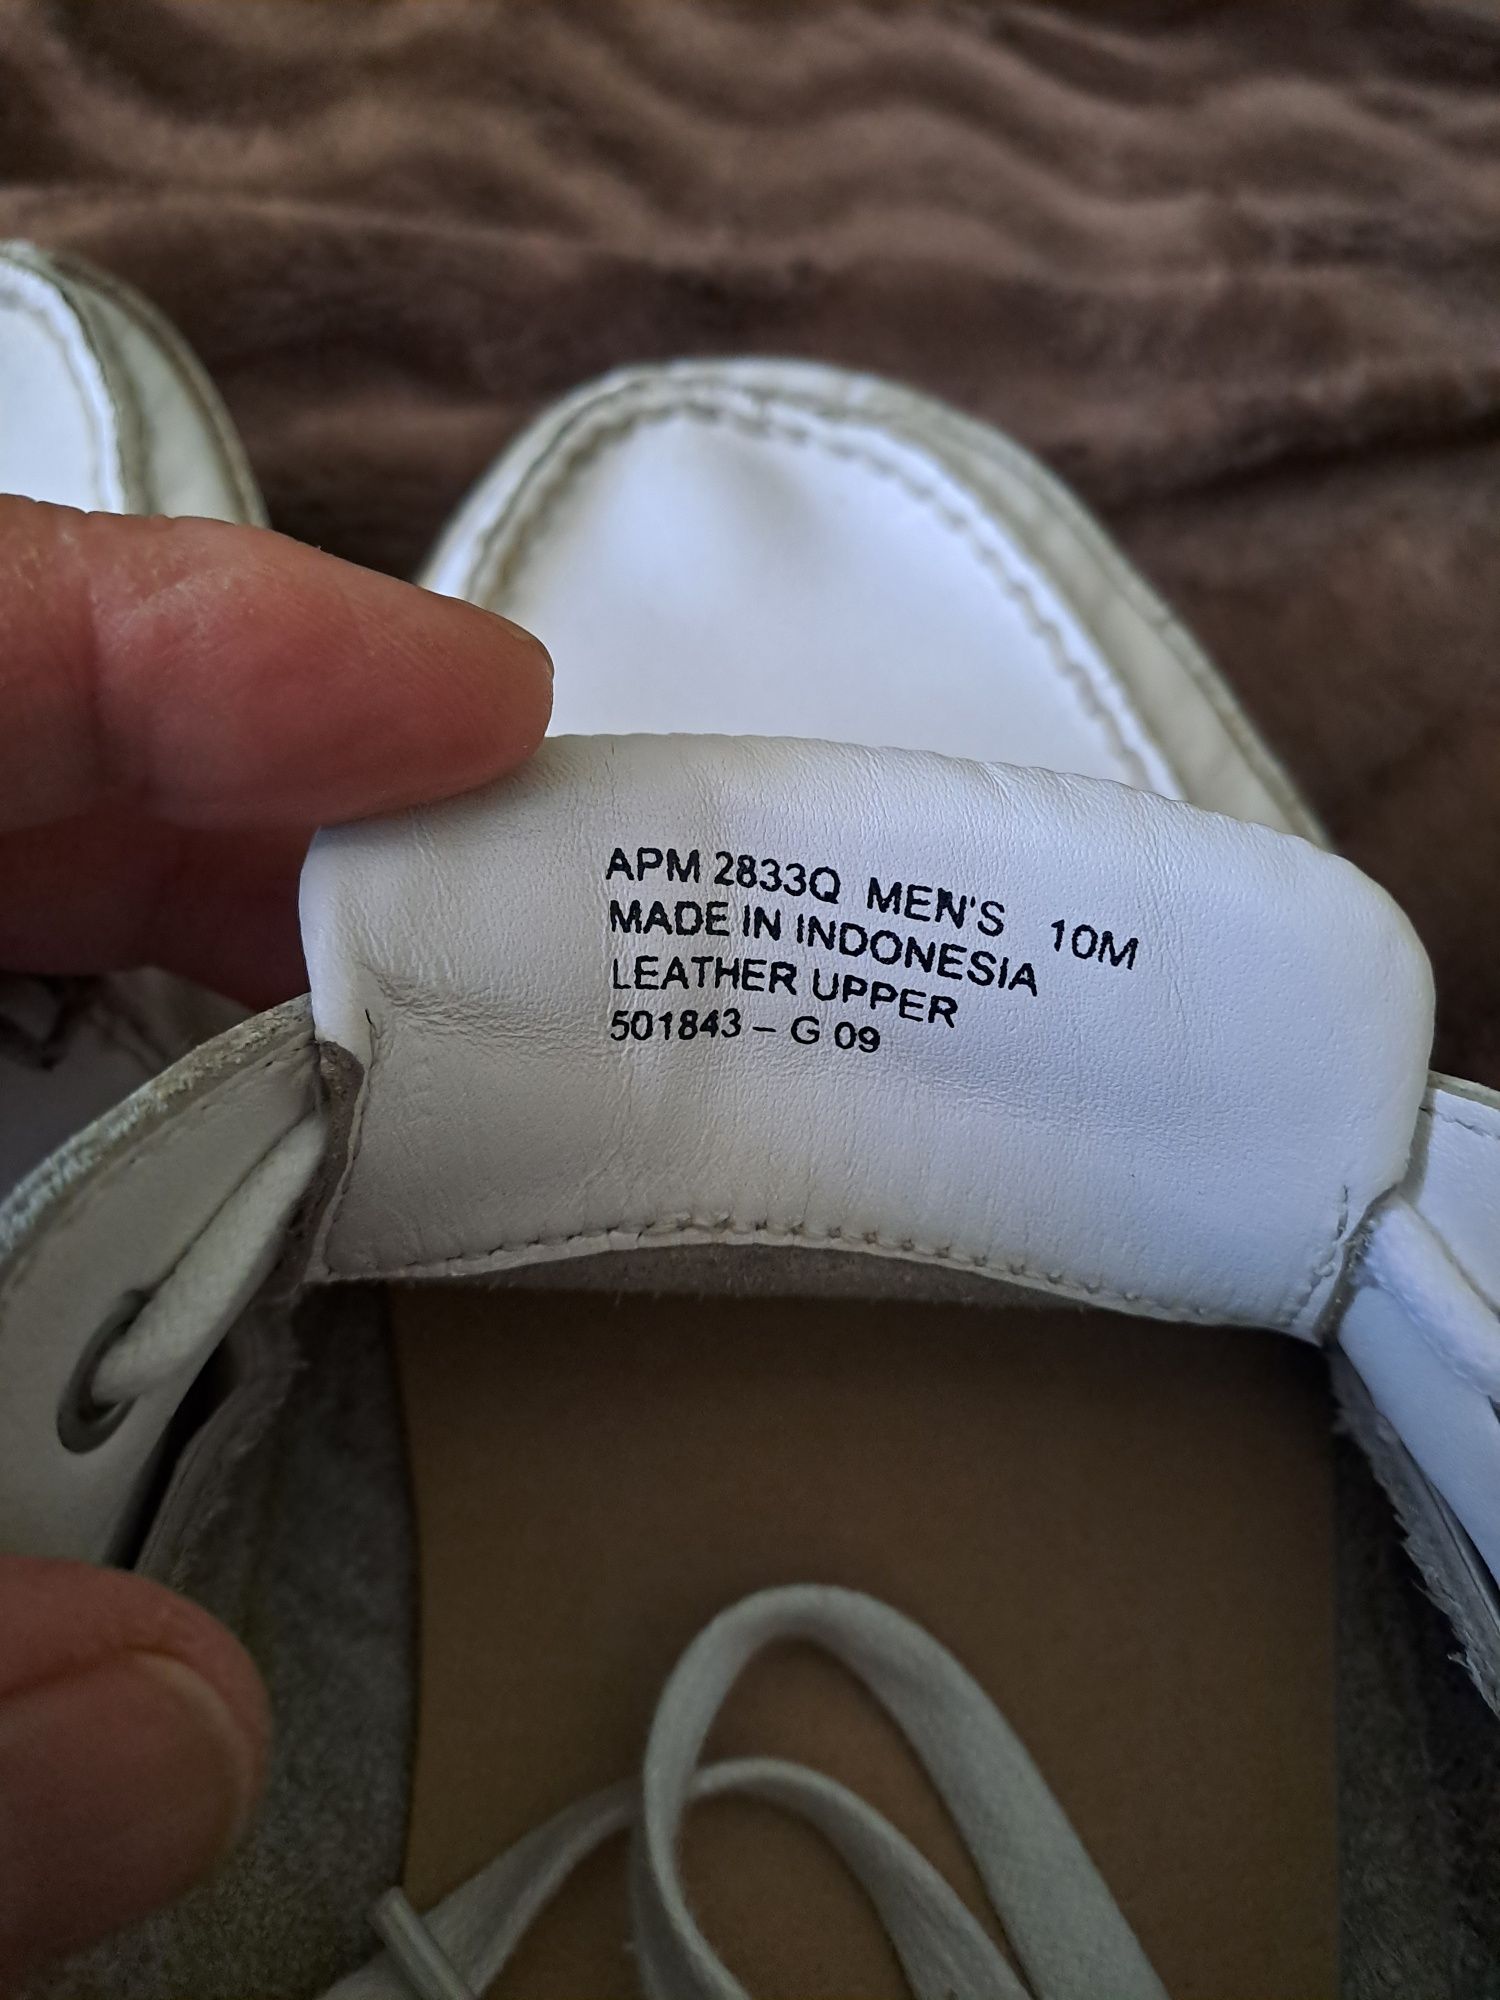 APM 2833Q MEN'S 10M
MADE IN INDONESIA
LEATHER UPPER
501843 – G 09